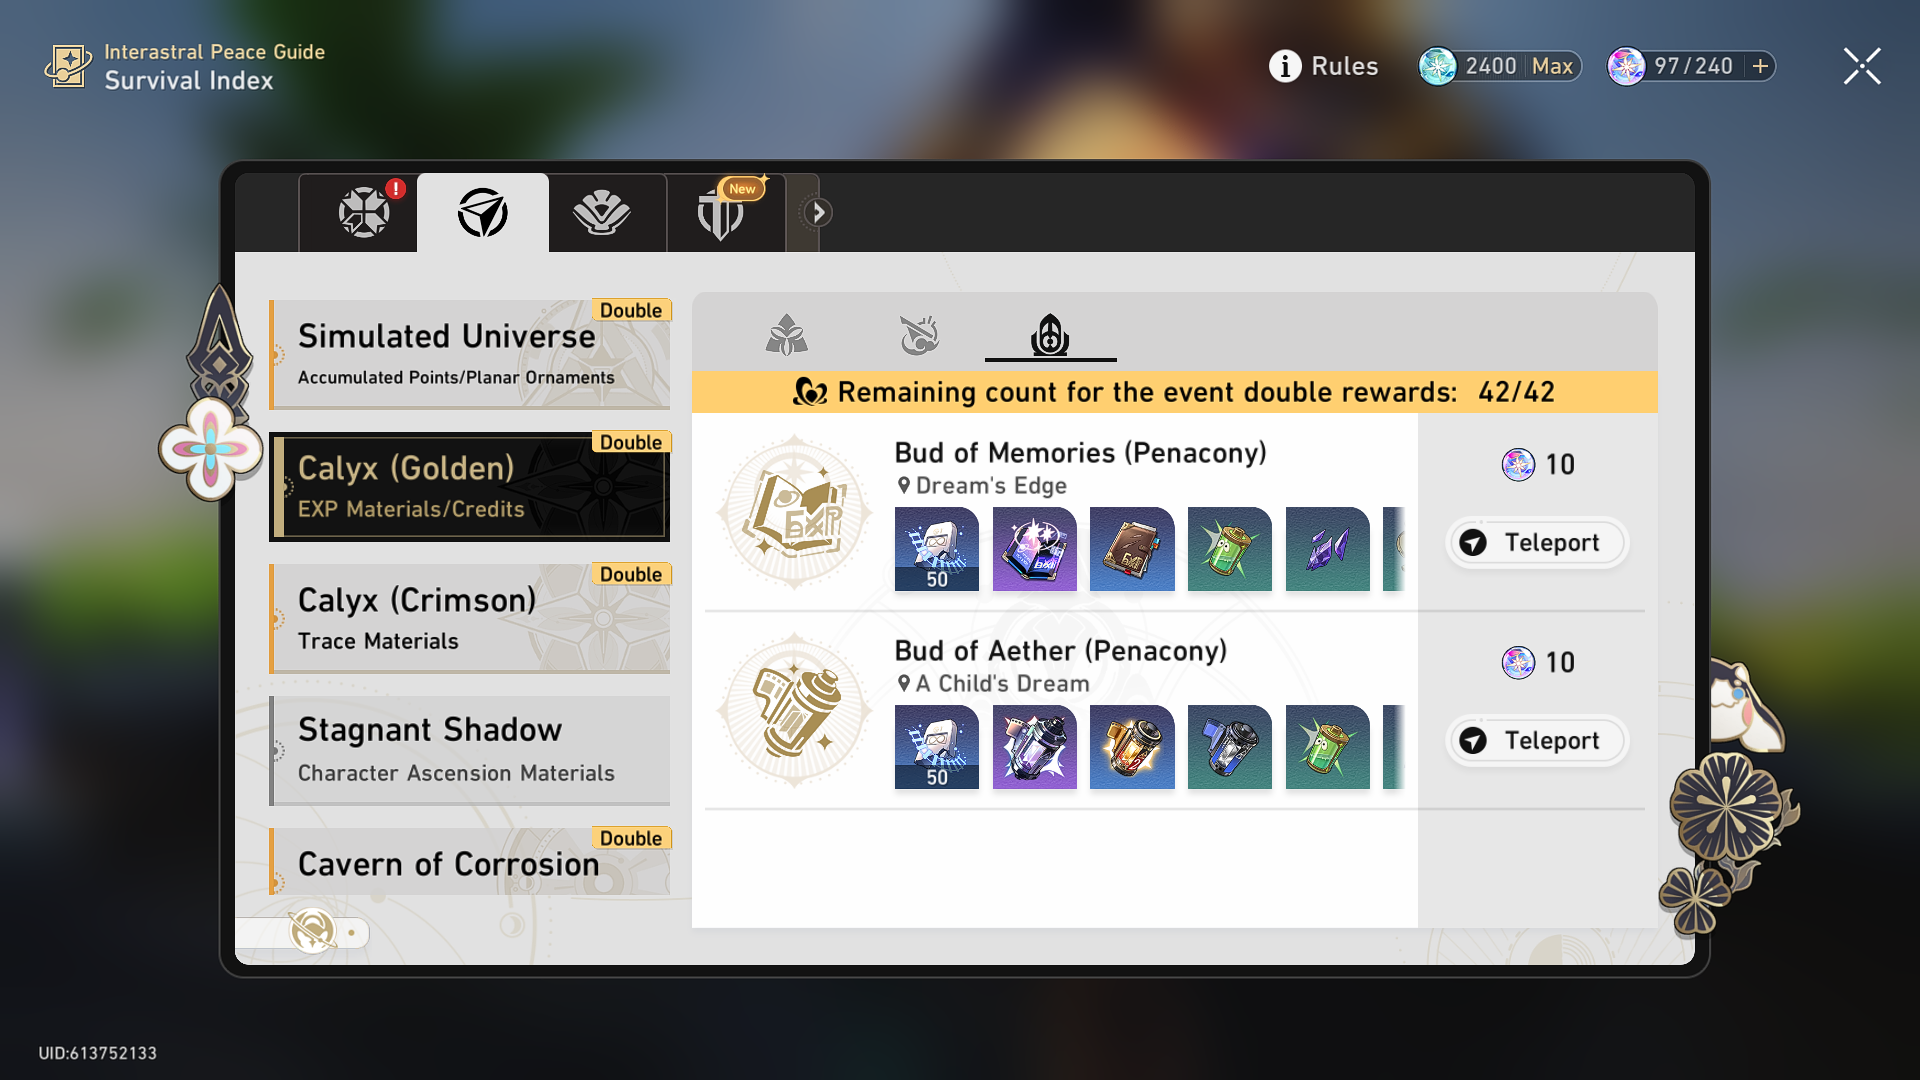 Interastral Peace Guide
Survival Index
Rules
2400 Max
97/240 +
!
New
Double
Simulated Universe
Accumulated Points/Planar Ornaments
Double
Calyx (Golden)
EXP Materials/Credits
Double
Calyx (Crimson)
Trace Materials
Stagnant Shadow
Character Ascension Materials
Double
Cavern of Corrosion
Remaining count for the event double rewards: 42/42
Bud of Memories (Penacony)
Dream's Edge
50
10
Teleport
Bud of Aether (Penacony)
A Child's Dream
50
10
Teleport
UID:613752133